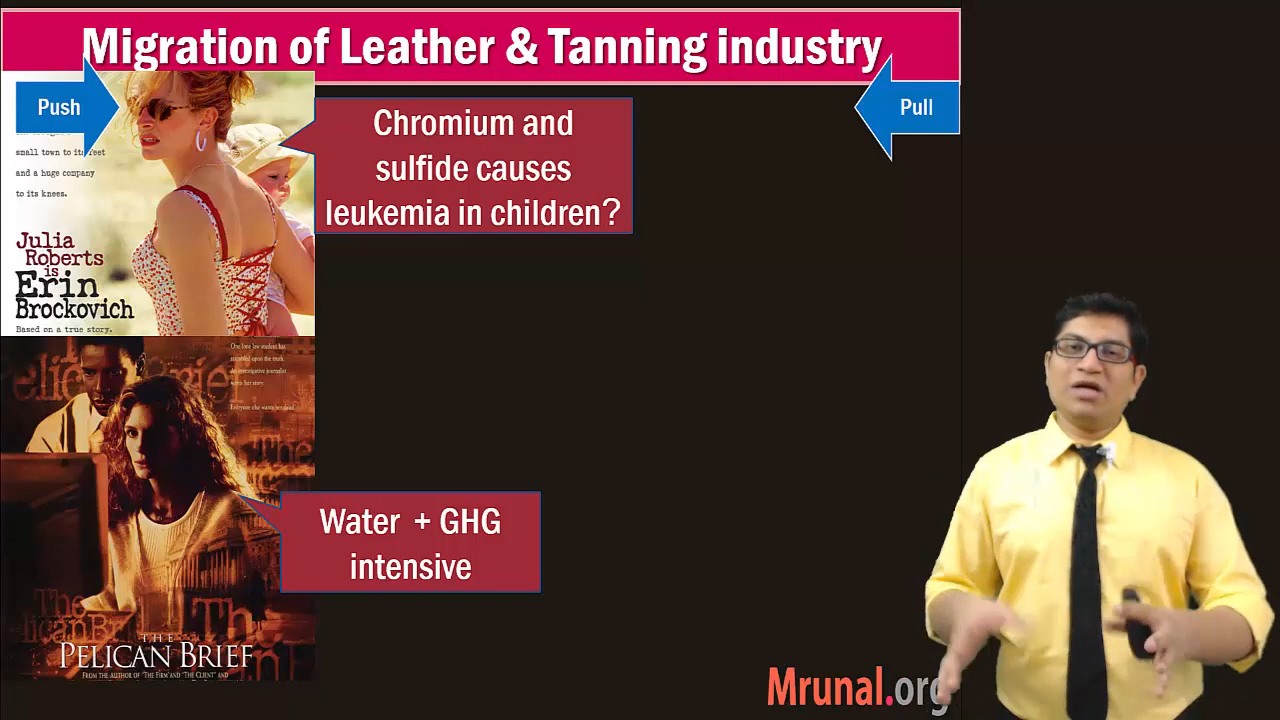 Migration of Leather & Tanning industry
Push
Pull
small town to its feet
and a huge company
to its knees.
Julia
Roberts
is
Erin
Brockovich
Based on a true story.
Chromium and
sulfide causes
leukemia in children?
One lone law student has
stumbled upon the truth.
An investigative journalist
wants her story.
Everyone else wants her dead.
Water + GHG
intensive
THE
PELICAN BRIEF
FROM THE AUTHOR OF "THE FIRM" AND "THE CLIENT" AND
Mrunal.org